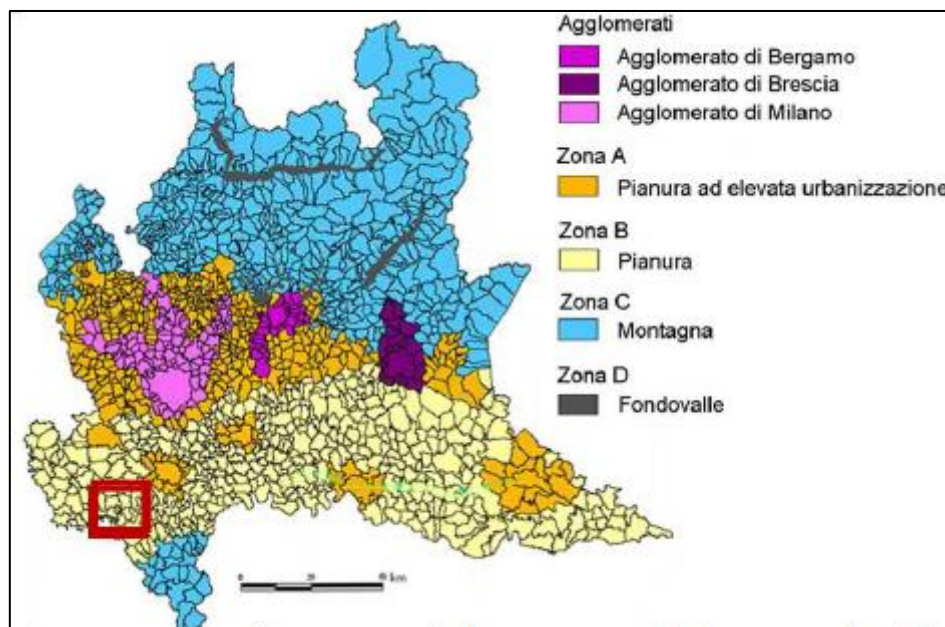 Agglomerati
Agglomerato di Bergamo
Agglomerato di Brescia
Agglomerato di Milano
Zona A
Pianura ad elevata urbanizzazione
Zona B
Pianura
Zona C
Montagna
Zona D
Fondovalle
km